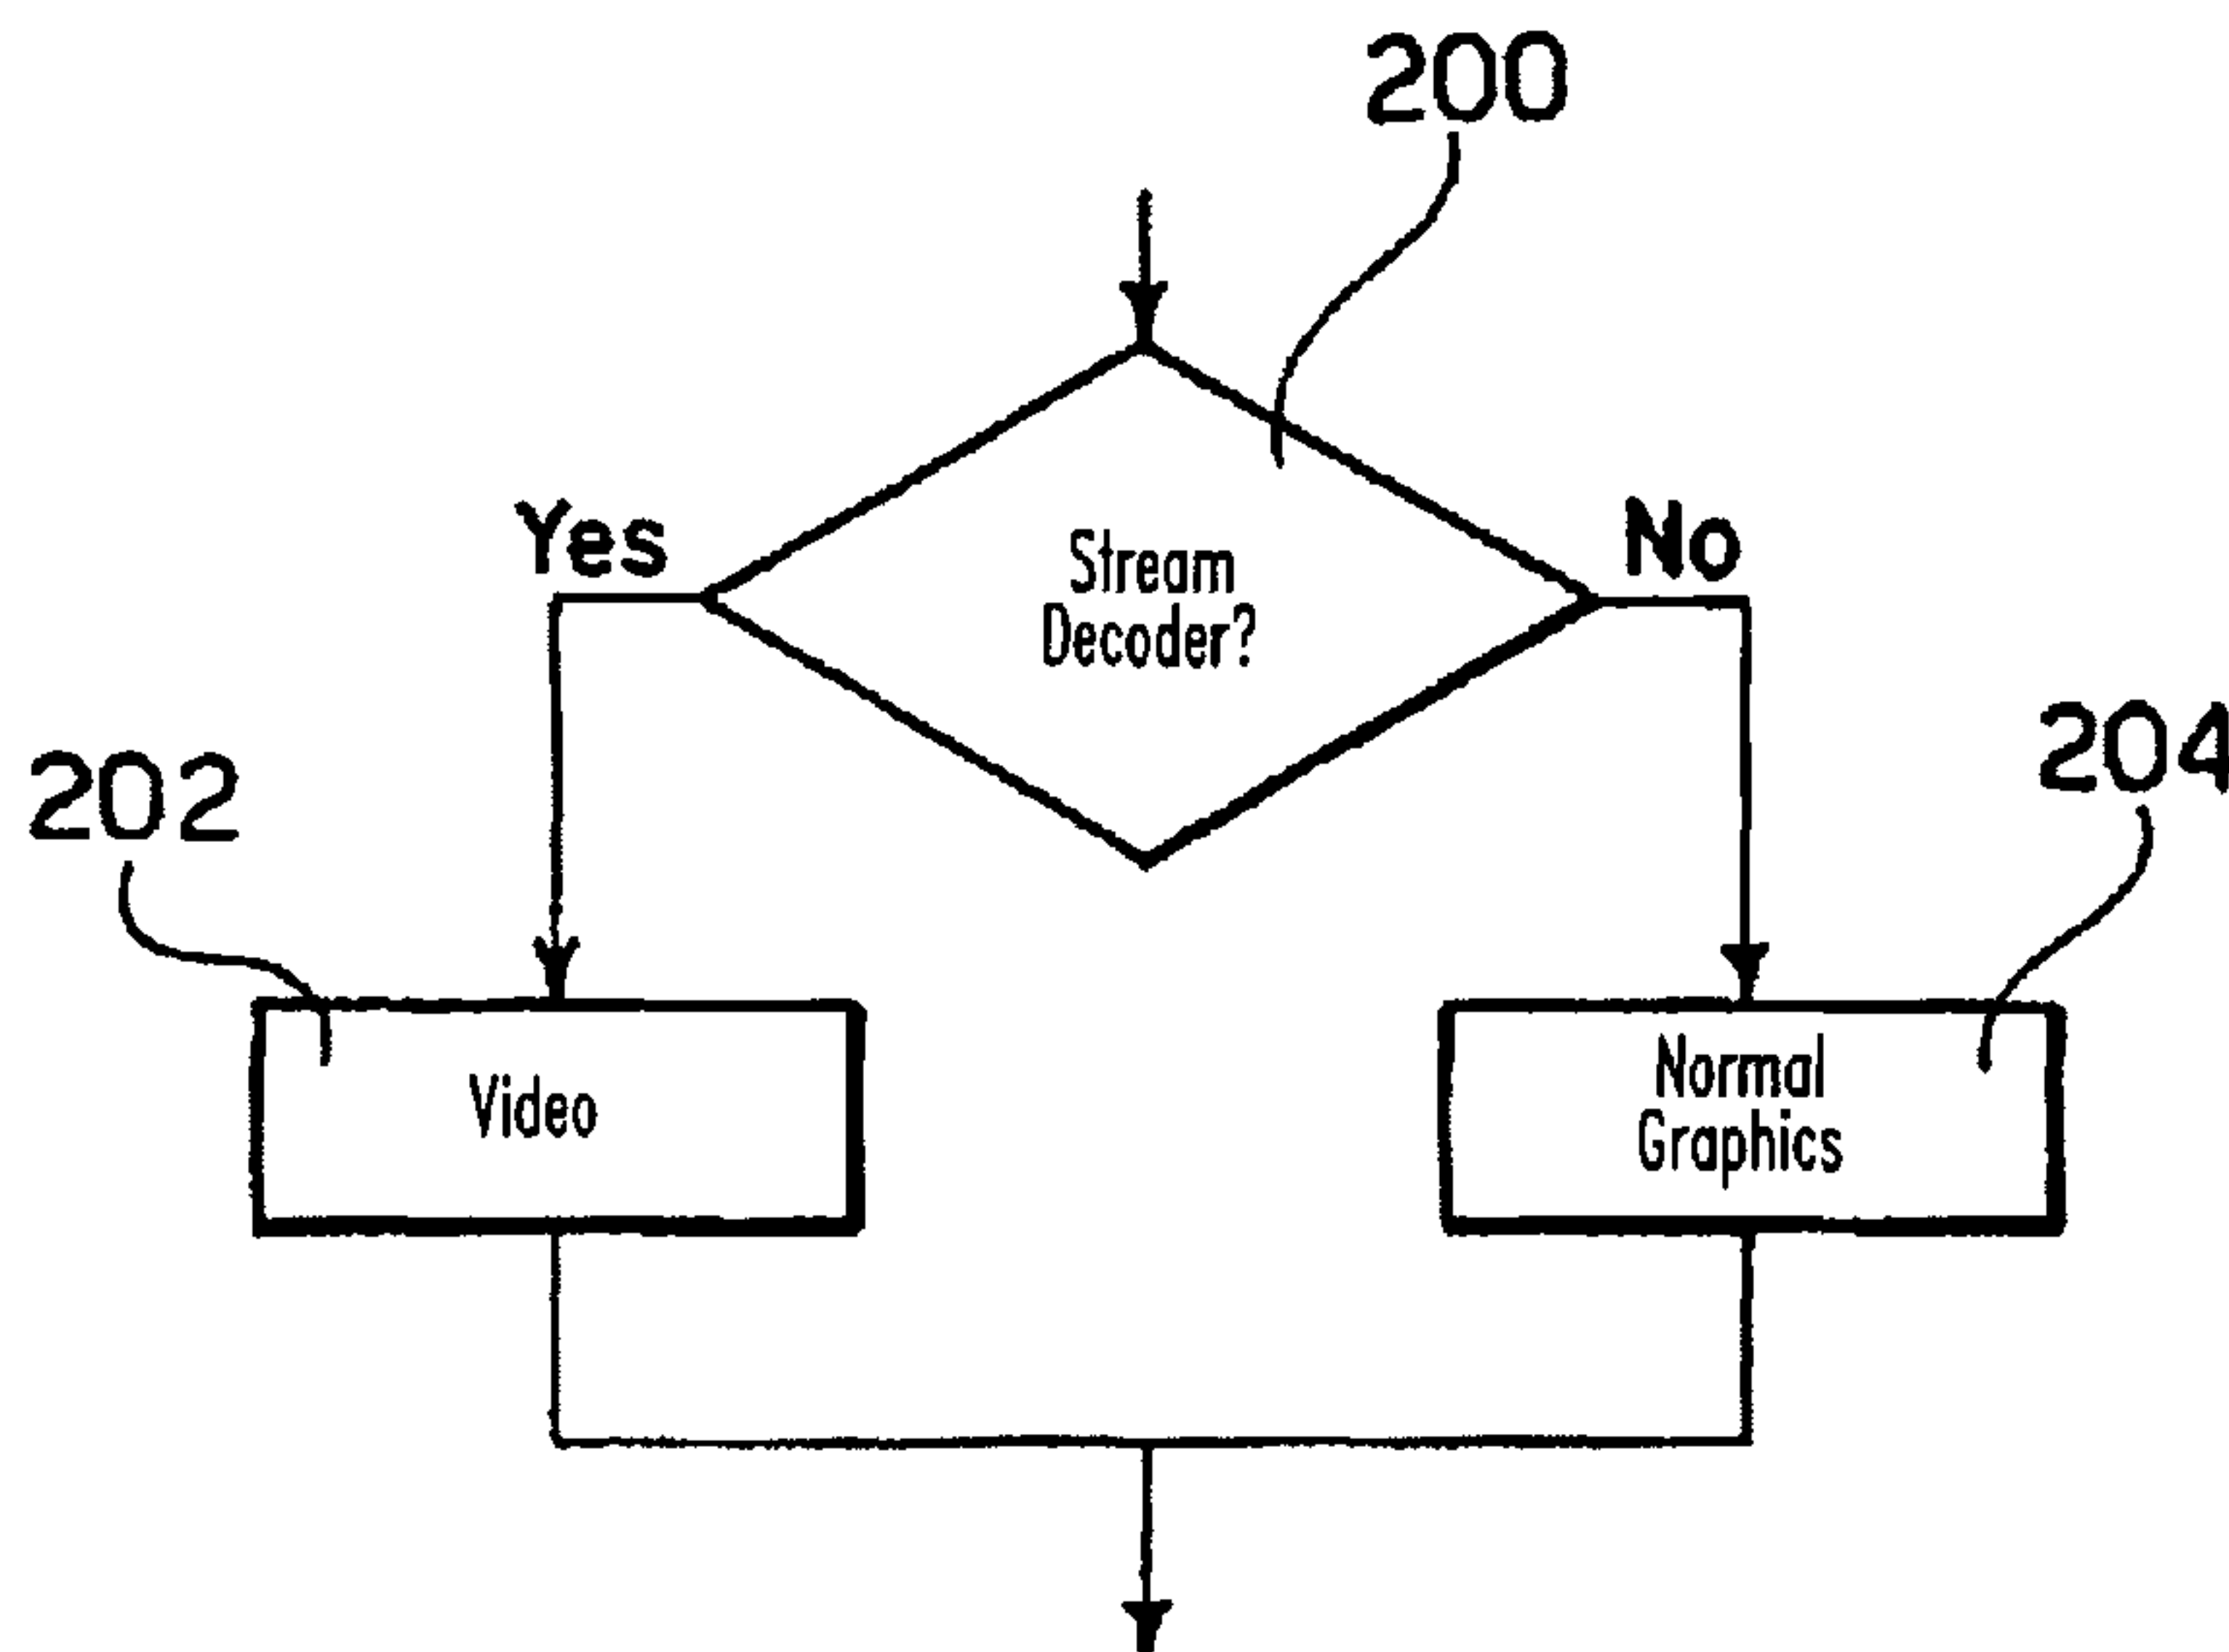 200
Yes
Stream
Decoder?
No
202
204
Video
Normal
Graphics